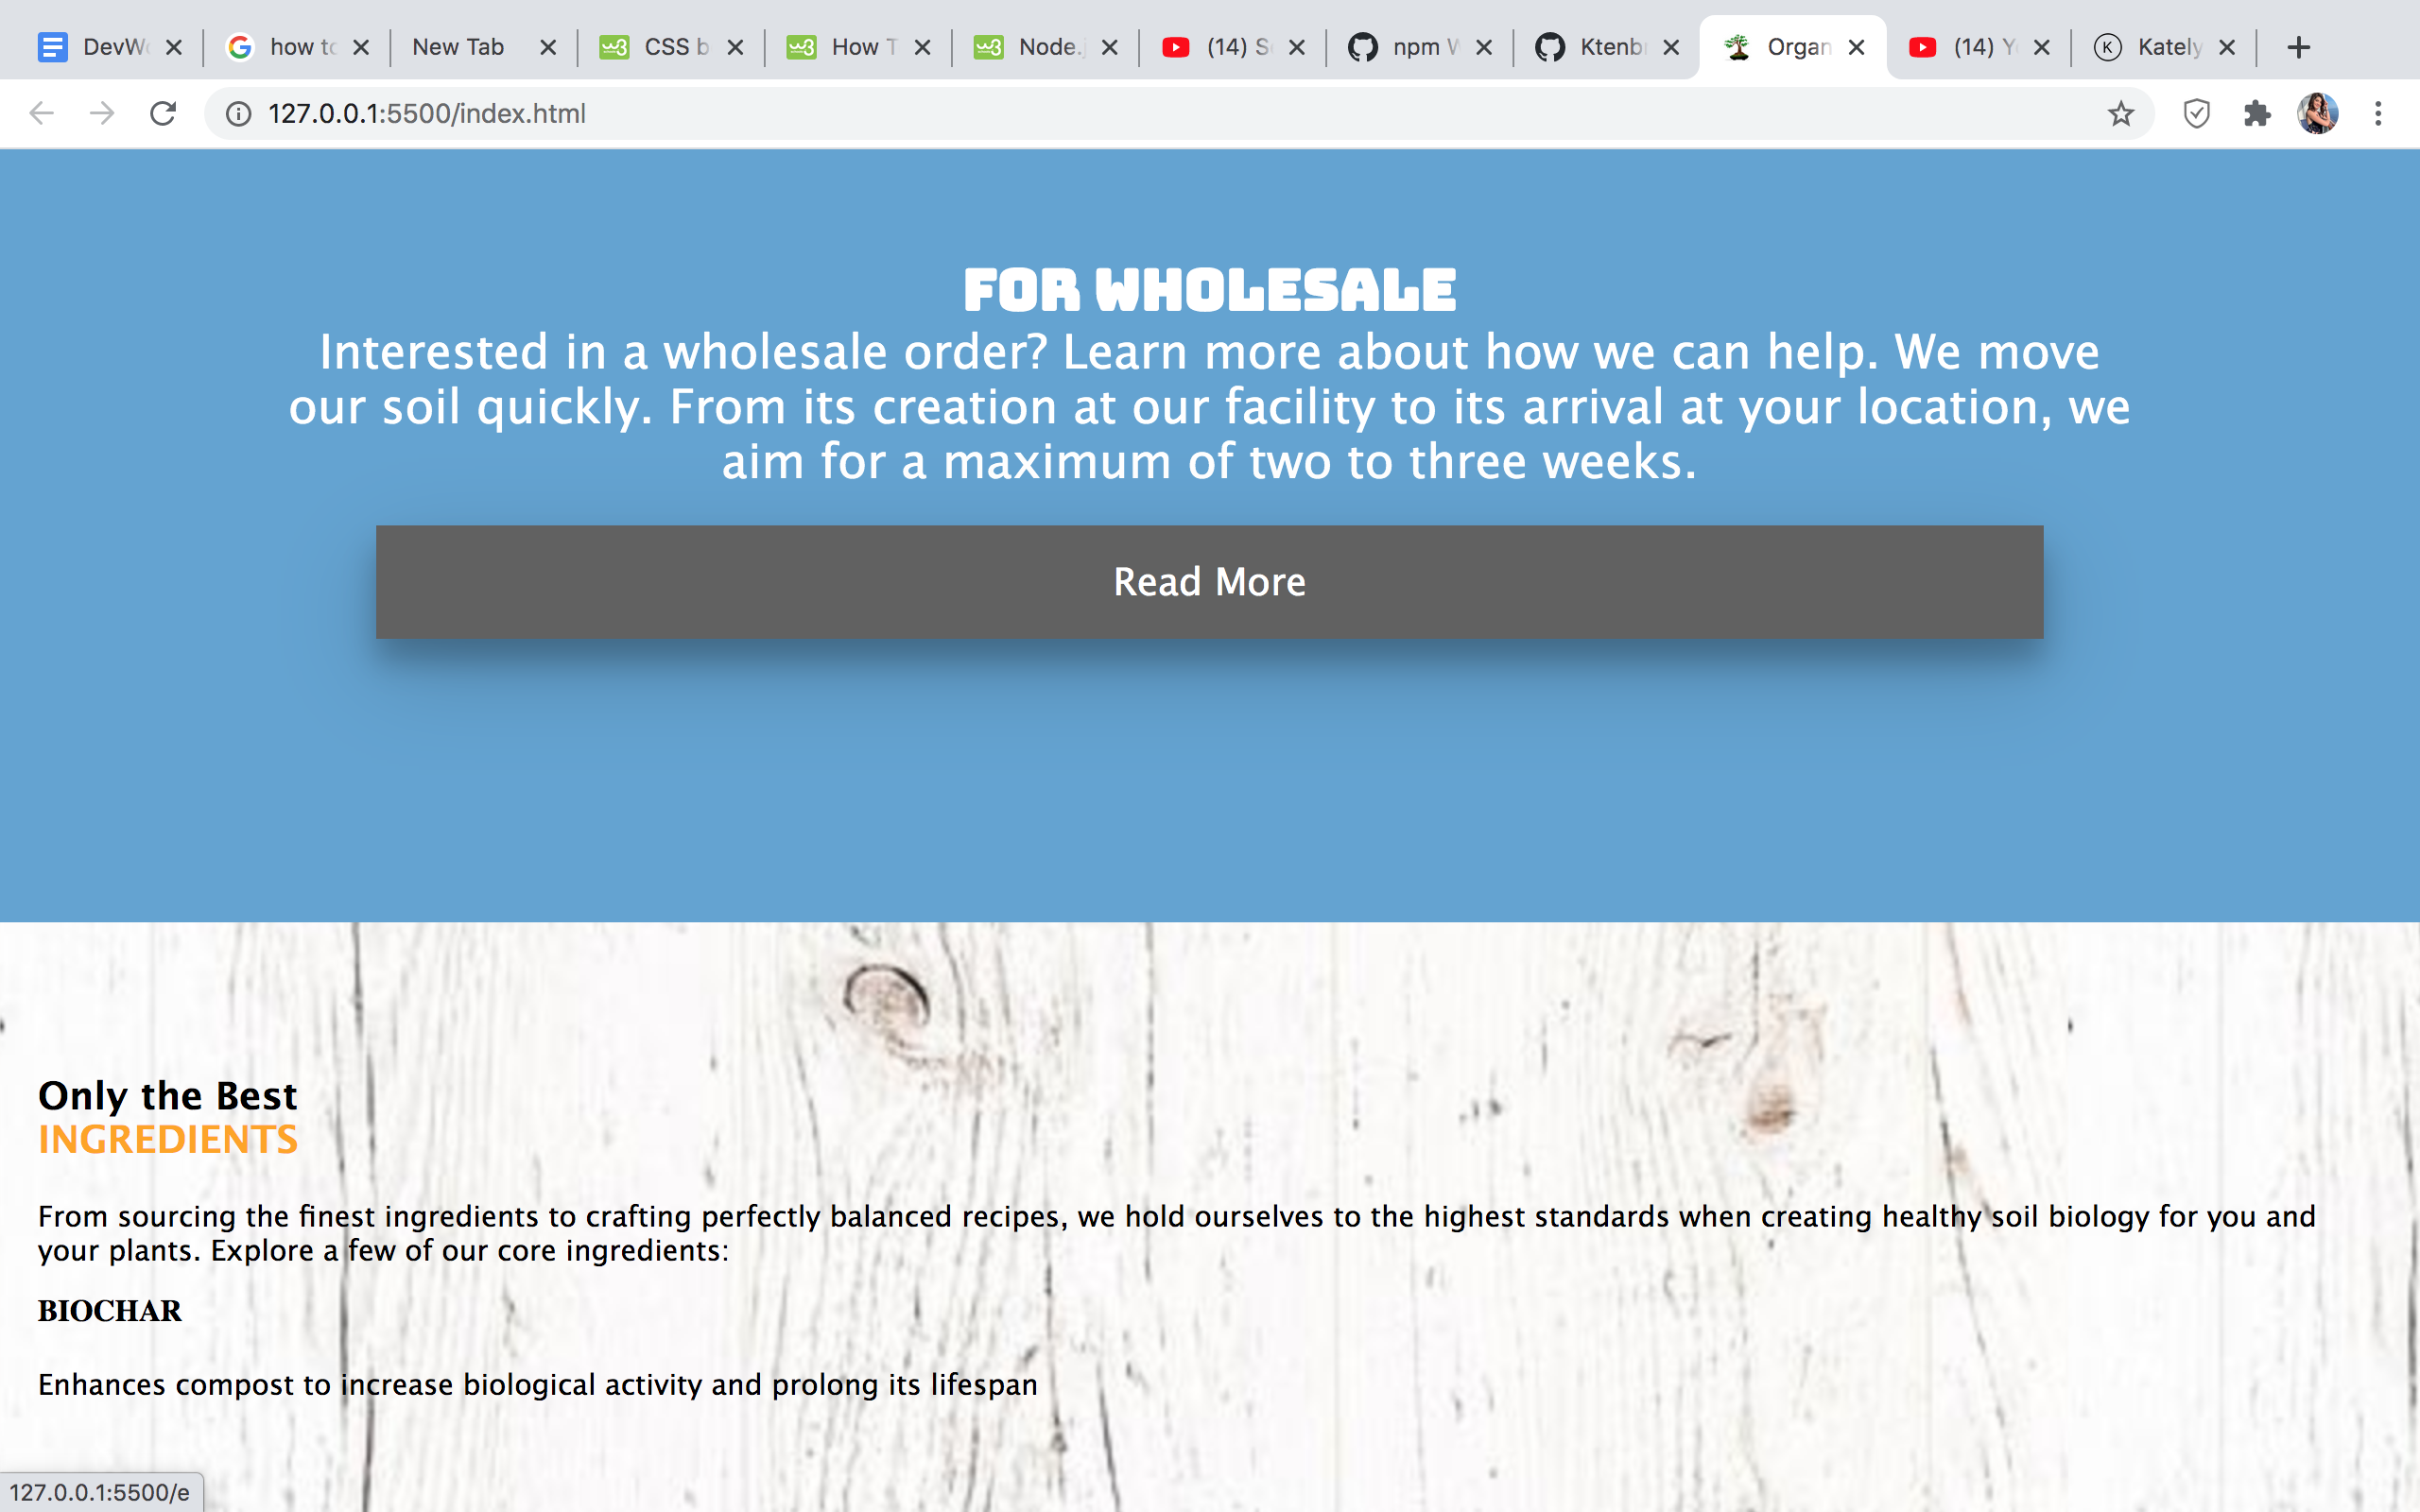 DevW
how to
New Tab
CSS b
How T
Node.j
(14) S
npm W
Ktenb
Organ
(14) Y
K
Kately
127.0.0.1:5500/index.html
FOR WHOLESALE
Interested in a wholesale order? Learn more about how we can help. We move
our soil quickly. From its creation at our facility to its arrival at your location, we
aim for a maximum of two to three weeks.
Read More
Only the Best
INGREDIENTS
From sourcing the finest ingredients to crafting perfectly balanced recipes, we hold ourselves to the highest standards when creating healthy soil biology for you and
your plants. Explore a few of our core ingredients:
BIOCHAR
Enhances compost to increase biological activity and prolong its lifespan
127.0.0.1:5500/e